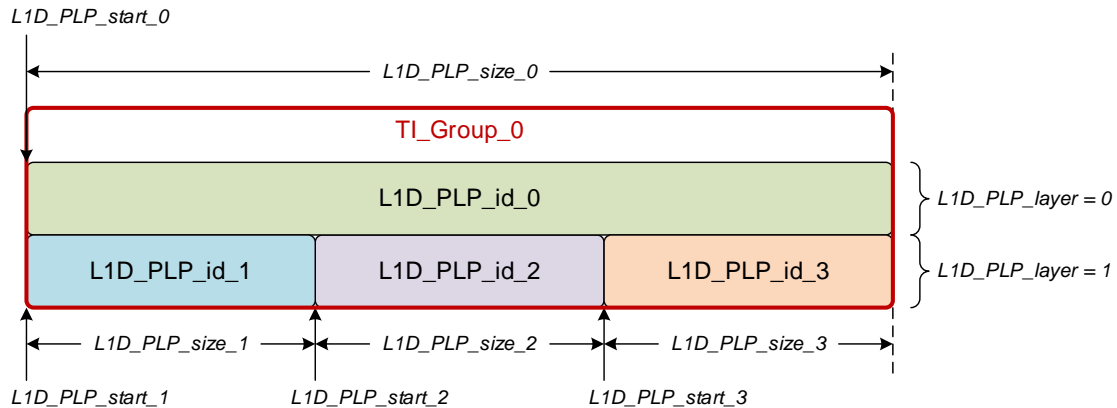 L1D_PLP_start_0
L1D_PLP_size_0
TI_Group_0
L1D_PLP_id_0
L1D_PLP_layer = 0
L1D_PLP_id_1
L1D_PLP_id_2
L1D_PLP_id_3
L1D_PLP_layer = 1
L1D_PLP_size_1
L1D_PLP_size_2
L1D_PLP_size_3
L1D_PLP_start_1
L1D_PLP_start_2
L1D_PLP_start_3